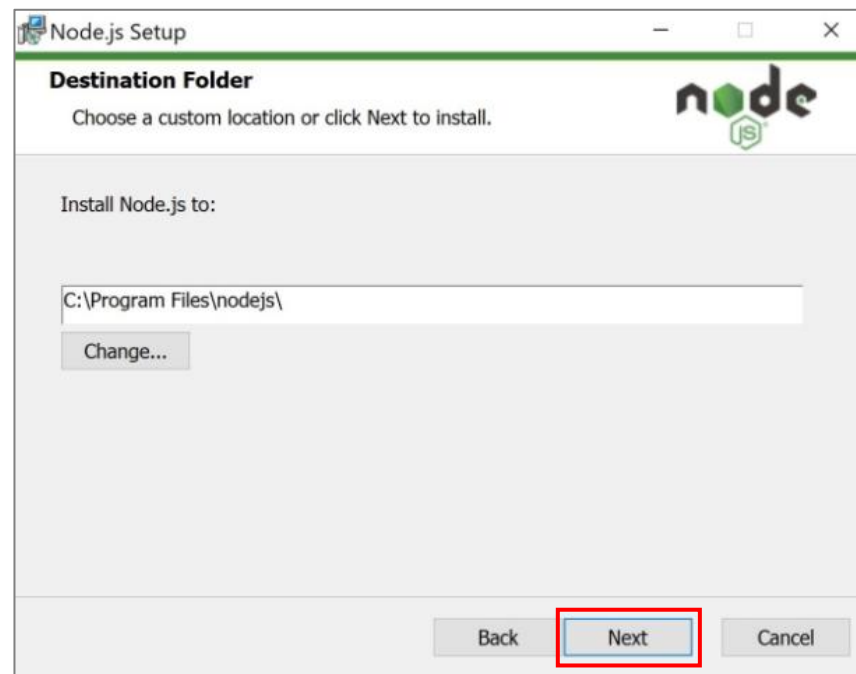 Node.js Setup
Destination Folder
Choose a custom location or click Next to install.
node
JS
Install Node.js to:
C:\Program Files\nodejs\
Change...
Back Next Cancel